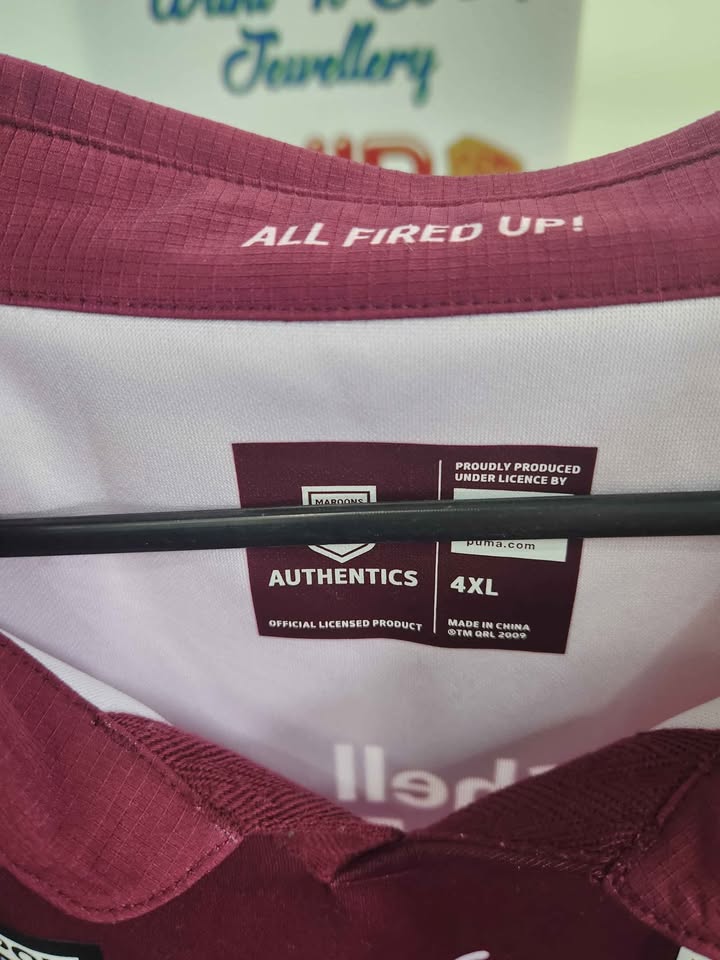 Jewellery
ALL FIRED UP!
MAROONS
AUTHENTICS
OFFICIAL LICENSED PRODUCT
PROUDLY PRODUCED
UNDER LICENCE BY
puma.com
4XL
MADE IN CHINA
©TM QRL 2009
hell